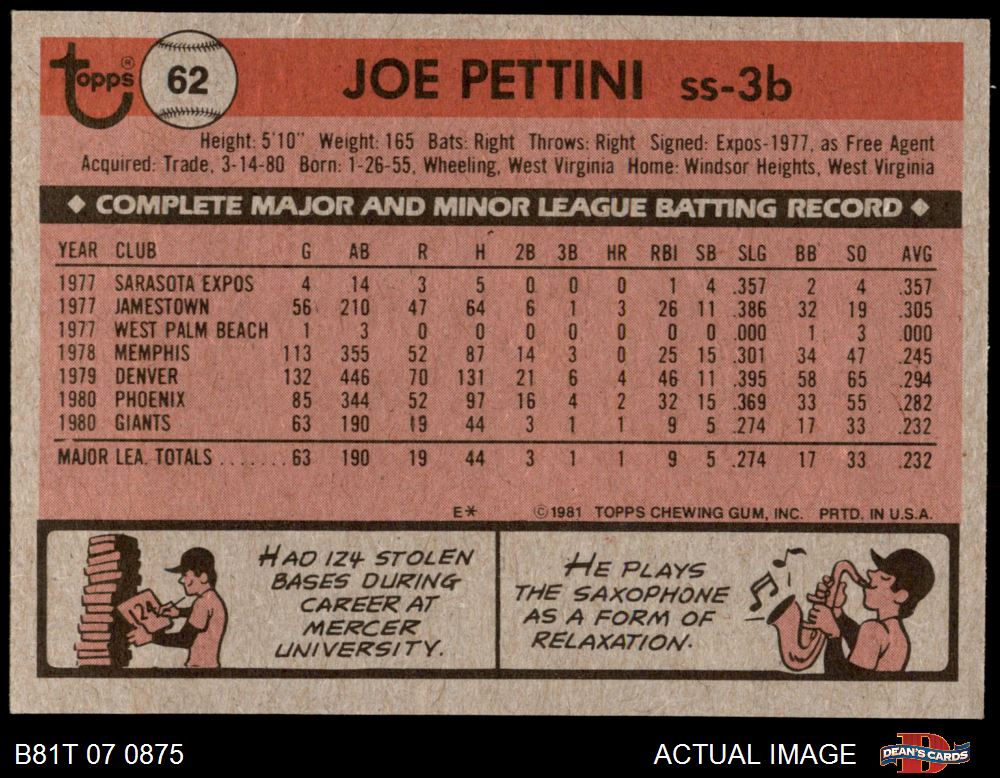 topps® 62 JOE PETTINI ss-3b
Height: 5'10" Weight: 165 Bats: Right Throws: Right Signed: Expos-1977, as Free Agent
Acquired: Trade, 3-14-80 Born: 1-26-55, Wheeling, West Virginia Home: Windsor Heights, West Virginia
◆ COMPLETE MAJOR AND MINOR LEAGUE BATTING RECORD ◆
YEAR CLUB G AB R H 2B 3B HR RBI SB SLG BB SO AVG
1977 SARASOTA EXPOS 4 14 3 5 0 0 0 1 4 .357 2 4 .357
1977 JAMESTOWN 56 210 47 64 6 1 3 26 11 .386 32 19 .305
1977 WEST PALM BEACH 1 3 0 0 0 0 0 0 0 .000 1 3 .000
1978 MEMPHIS 113 355 52 87 14 3 0 25 15 .301 34 47 .245
1979 DENVER 132 446 70 131 21 6 4 46 11 .395 58 65 .294
1980 PHOENIX 85 344 52 97 16 4 2 32 15 .369 33 55 .282
1980 GIANTS 63 190 19 44 3 1 1 9 5 .274 17 33 .232
MAJOR LEA. TOTALS ....... 63 190 19 44 3 1 1 9 5 .274 17 33 .232
E* ©1981 TOPPS CHEWING GUM, INC. PRTD. IN U.S.A.
124
HAD 124 STOLEN
BASES DURING
CAREER AT
MERCER
UNIVERSITY.
HE PLAYS
THE SAXOPHONE
AS A FORM OF
RELAXATION.
B81T 07 0875 ACTUAL IMAGE DEAN'S CARDS